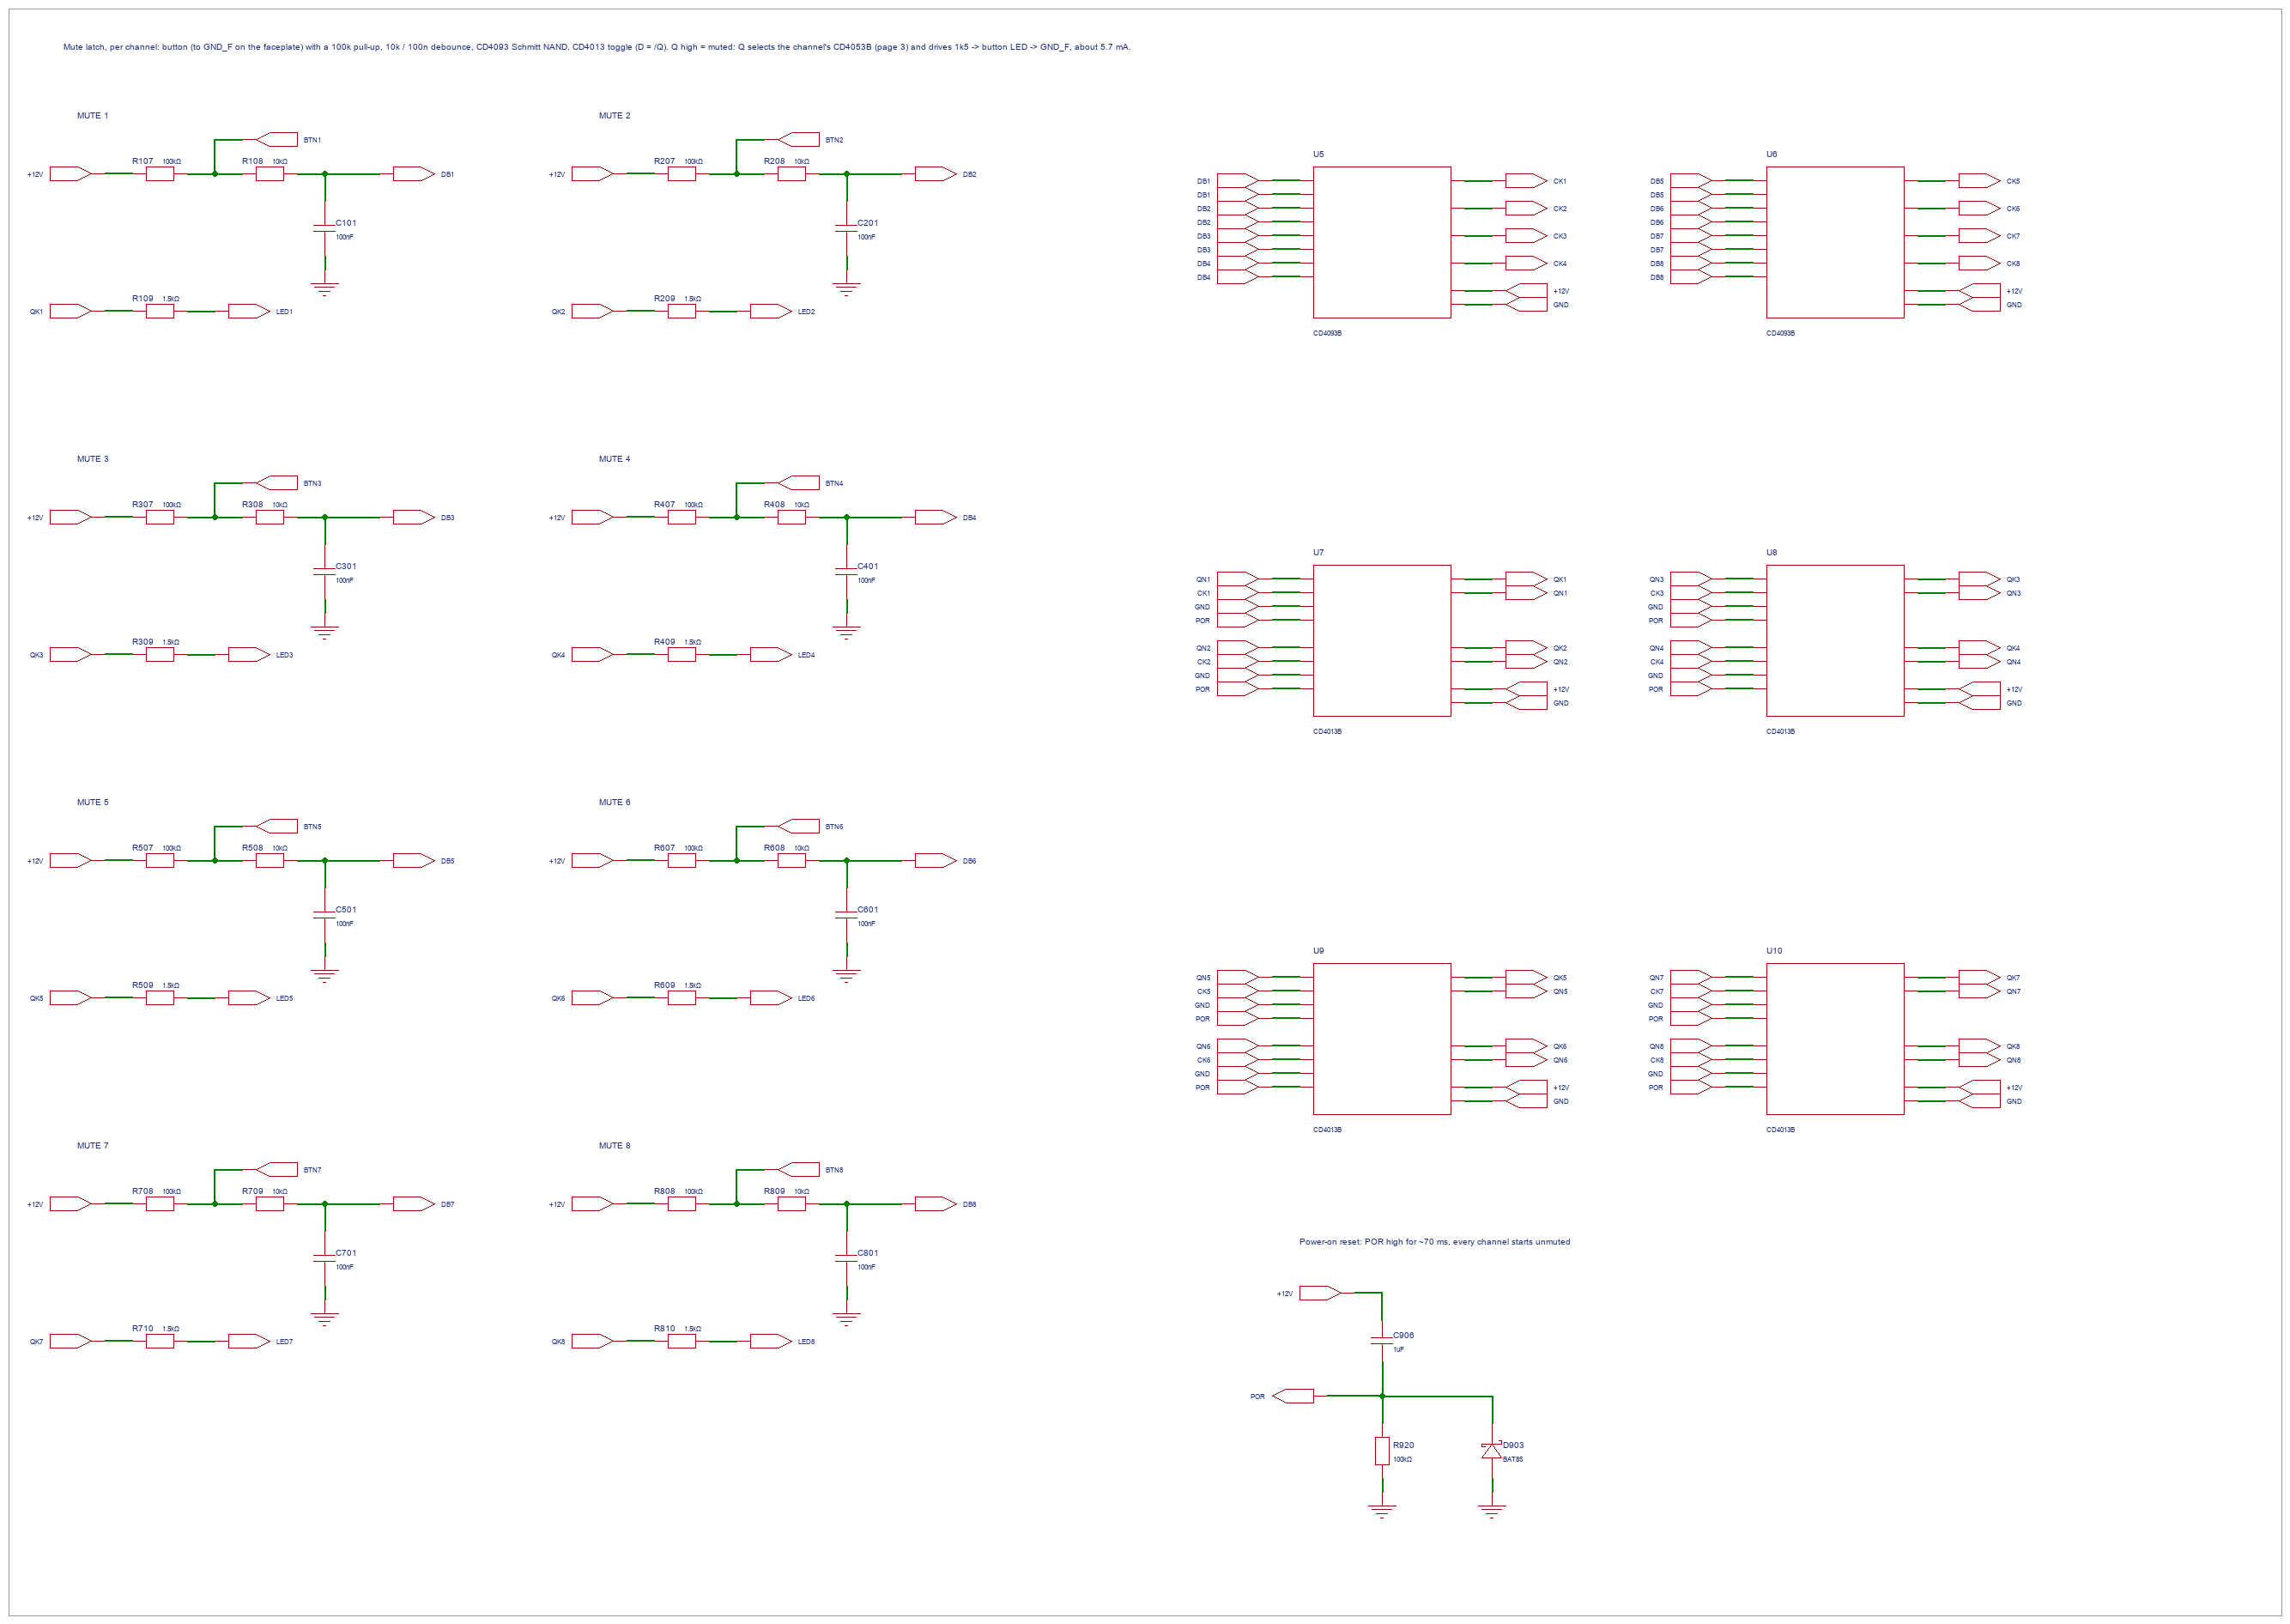 Mute latch, per channel: button (to GND_F on the faceplate) with a 100k pull-up, 10k / 100n debounce, CD4093 Schmitt NAND, CD4013 toggle (D = /Q). Q high = muted: Q selects the channel's CD4053B (page 3) and drives 1k5 -> button LED -> GND_F, about 5.7 mA.
MUTE 1
BTN1
R107 100kΩ
R108 10kΩ
+12V
DB1
C101
100nF
R109 1.5kΩ
QK1
LED1
MUTE 2
BTN2
R207 100kΩ
R208 10kΩ
+12V
DB2
C201
100nF
R209 1.5kΩ
QK2
LED2
MUTE 3
BTN3
R307 100kΩ
R308 10kΩ
+12V
DB3
C301
100nF
R309 1.5kΩ
QK3
LED3
MUTE 4
BTN4
R407 100kΩ
R408 10kΩ
+12V
DB4
C401
100nF
R409 1.5kΩ
QK4
LED4
MUTE 5
BTN5
R507 100kΩ
R508 10kΩ
+12V
DB5
C501
100nF
R509 1.5kΩ
QK5
LED5
MUTE 6
BTN6
R607 100kΩ
R608 10kΩ
+12V
DB6
C601
100nF
R609 1.5kΩ
QK6
LED6
MUTE 7
BTN7
R708 100kΩ
R709 10kΩ
+12V
DB7
C701
100nF
R710 1.5kΩ
QK7
LED7
MUTE 8
BTN8
R808 100kΩ
R809 10kΩ
+12V
DB8
C801
100nF
R810 1.5kΩ
QK8
LED8
U5
DB1
DB1
DB2
DB2
DB3
DB3
DB4
DB4
CK1
CK2
CK3
CK4
+12V
GND
CD4093B
U6
DB5
DB5
DB6
DB6
DB7
DB7
DB8
DB8
CK5
CK6
CK7
CK8
+12V
GND
CD4093B
U7
QN1
CK1
GND
POR
QN2
CK2
GND
POR
QK1
QN1
QK2
QN2
+12V
GND
CD4013B
U8
QN3
CK3
GND
POR
QN4
CK4
GND
POR
QK3
QN3
QK4
QN4
+12V
GND
CD4013B
U9
QN5
CK5
GND
POR
QN6
CK6
GND
POR
QK5
QN5
QK6
QN6
+12V
GND
CD4013B
U10
QN7
CK7
GND
POR
QN8
CK8
GND
POR
QK7
QN7
QK8
QN8
+12V
GND
CD4013B
Power-on reset: POR high for ~70 ms, every channel starts unmuted
+12V
C906
1uF
POR
R920
100kΩ
D903
BAT85